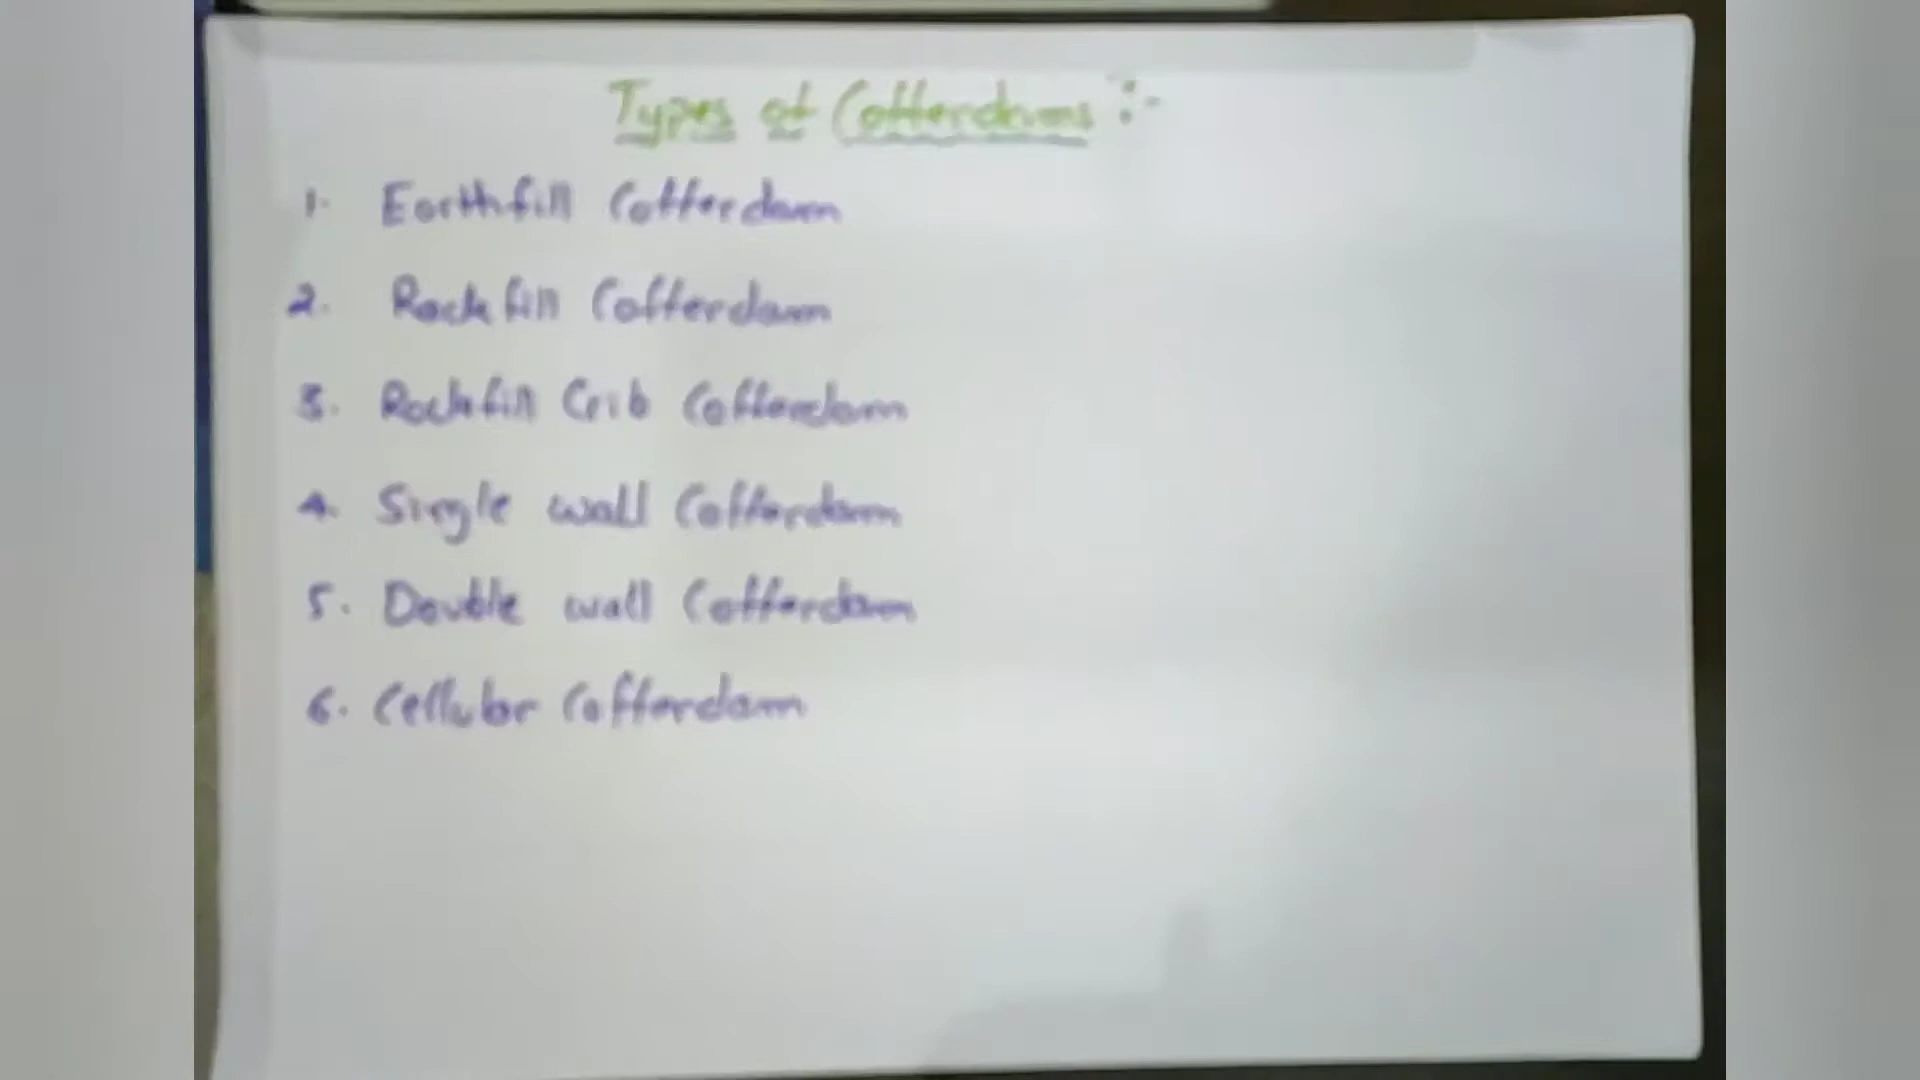 Types of Cofferdams :-
1. Earthfill Cofferdam
2. Rockfill Cofferdam
3. Rockfill Crib Cofferdam
4. Single wall Cofferdam
5. Double wall Cofferdam
6. Cellular Cofferdam